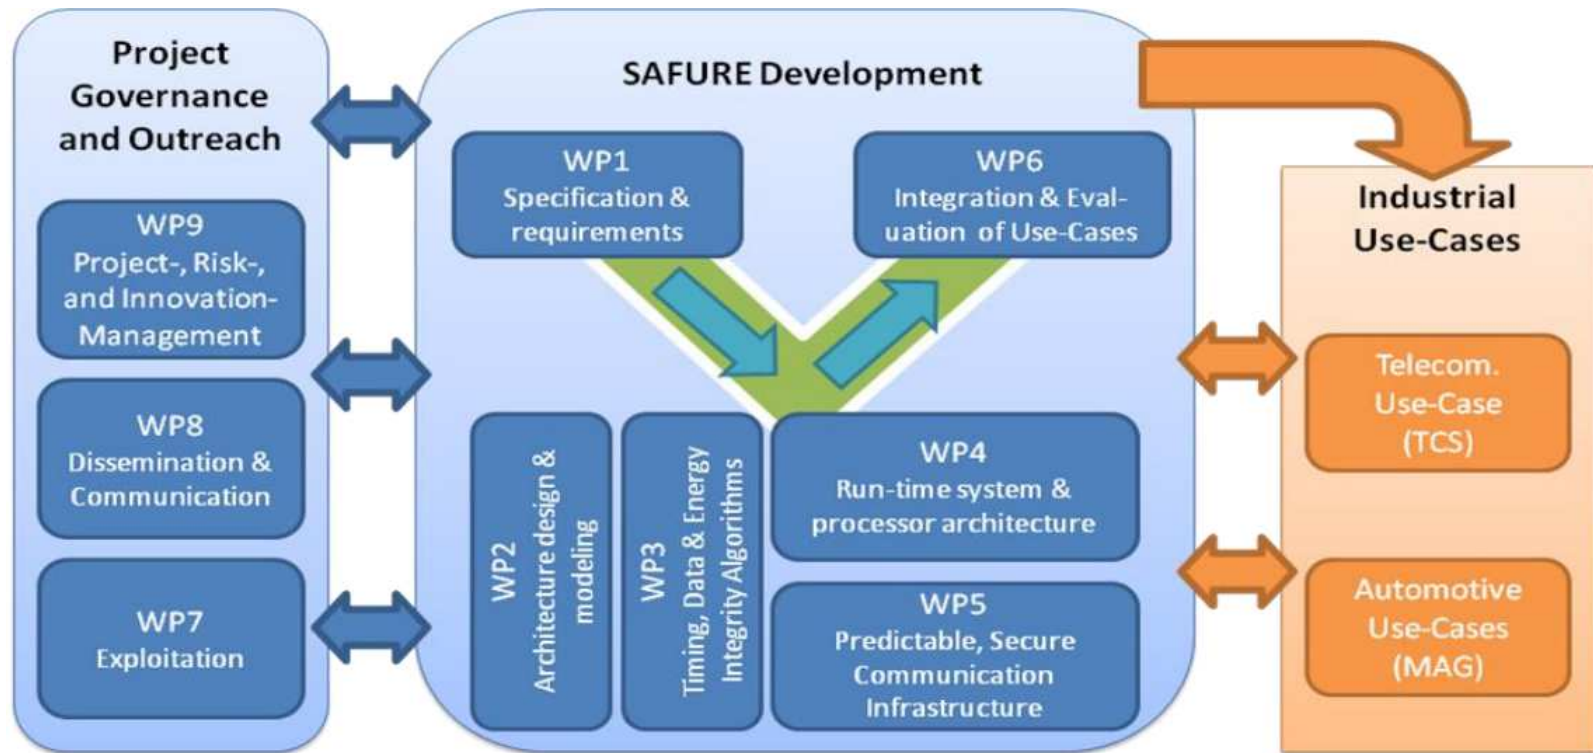 Project
Governance
and Outreach
WP9
Project-, Risk-,
and Innovation-
Management
WP8
Dissemination &
Communication
WP7
Exploitation
SAFURE Development
WP1
Specification &
requirements
WP6
Integration & Eval-
uation of Use-Cases
WP2
Architecture design &
modeling
WP3
Timing, Data & Energy
Integrity Algorithms
WP4
Run-time system &
processor architecture
WP5
Predictable, Secure
Communication
Infrastructure
Industrial
Use-Cases
Telecom.
Use-Case
(TCS)
Automotive
Use-Cases
(MAG)